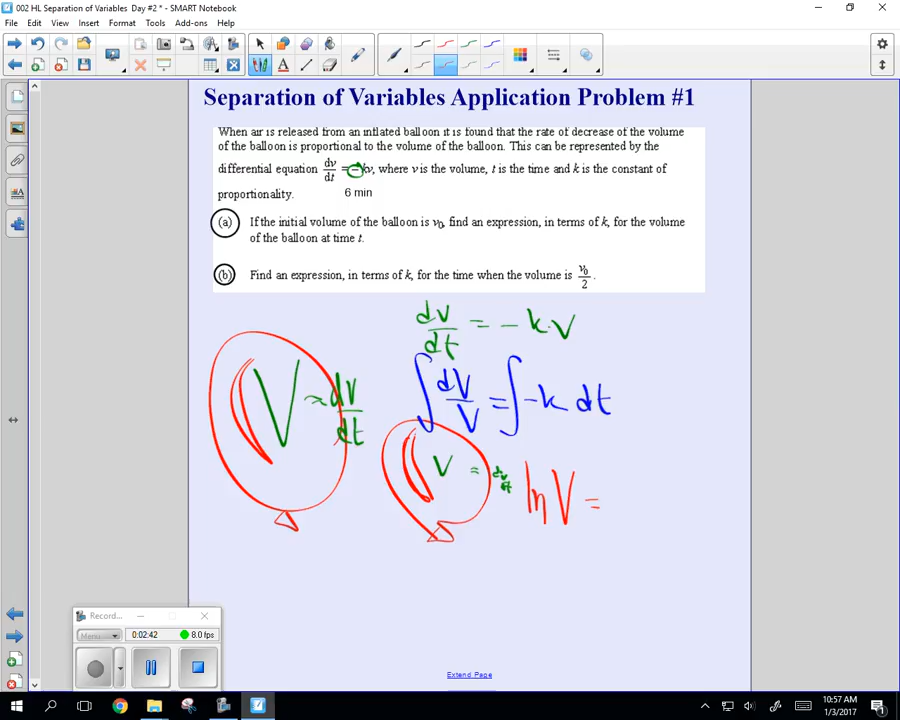 002 HL Separation of Variables Day #2 * - SMART Notebook
File Edit View Insert Format Tools Add-ons Help
Separation of Variables Application Problem #1
When air is released from an inflated balloon it is found that the rate of decrease of the volume
of the balloon is proportional to the volume of the balloon. This can be represented by the
differential equation dv/dt = -kv, where v is the volume, t is the time and k is the constant of
proportionality.
6 min
(a) If the initial volume of the balloon is v₀, find an expression, in terms of k, for the volume
of the balloon at time t.
(b) Find an expression, in terms of k, for the time when the volume is v₀/2.
dv/dt = -k·V
∫ dV/V = ∫ -k dt
V ≈ dV/dt
V = dv/dt
ln V =
Record...
Menu
0:02:42
8.0 fps
Extend Page
10:57 AM
1/3/2017
1